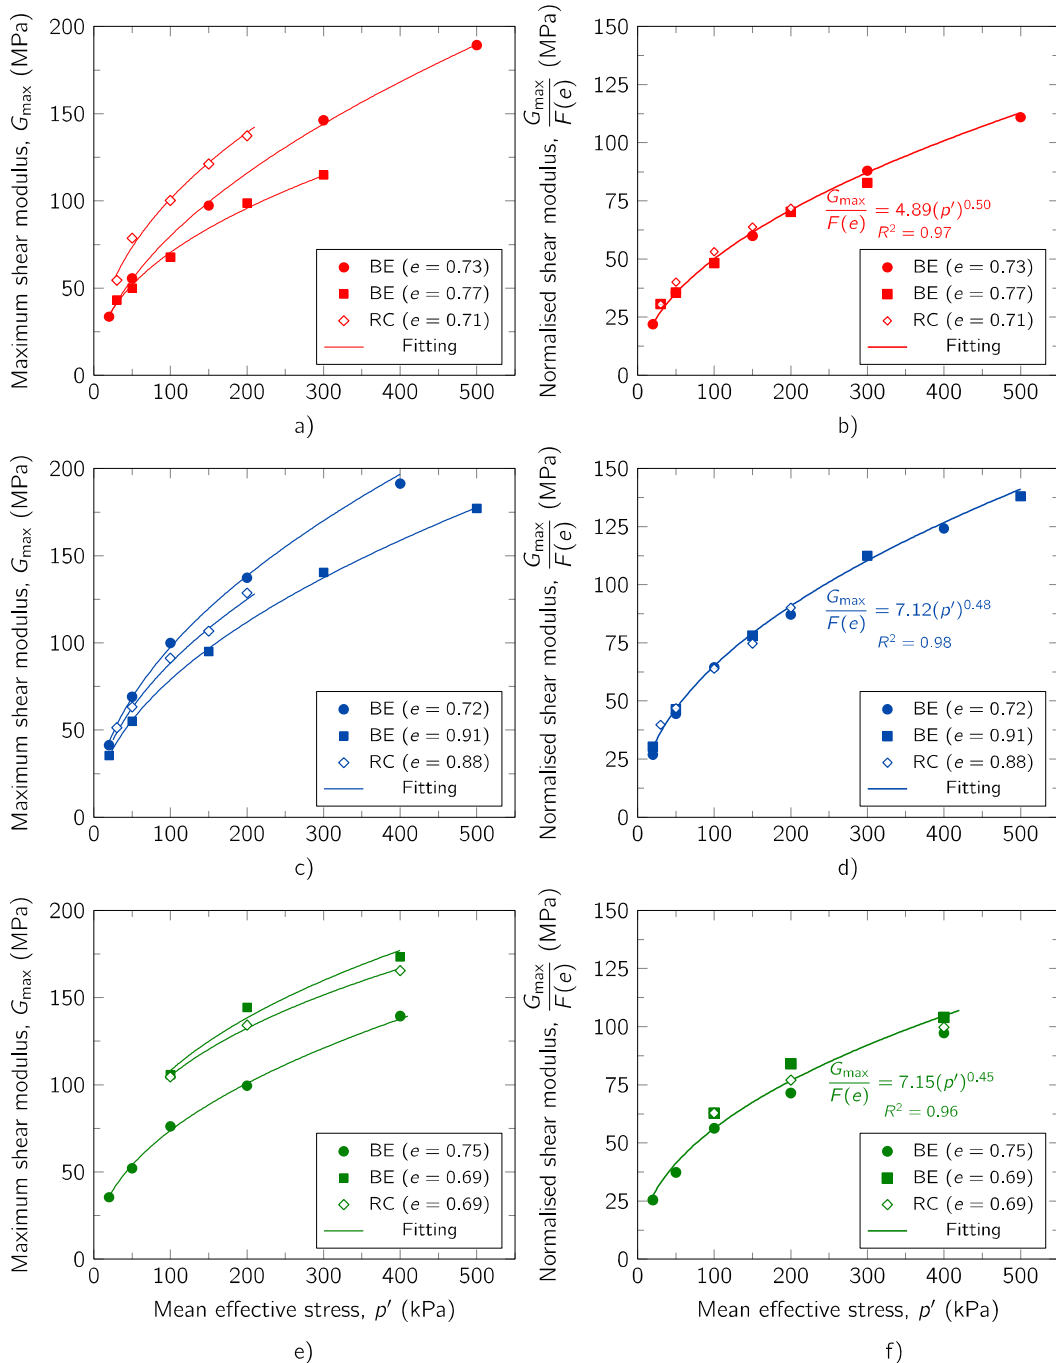 Maximum shear modulus, Gmax (MPa)
200
150
100
50
0
BE (e = 0.73)
BE (e = 0.77)
RC (e = 0.71)
Fitting
0 100 200 300 400 500
a)
Normalised shear modulus, Gmax/F(e) (MPa)
150
125
100
75
50
25
0
Gmax/F(e) = 4.89(p′)^0.50
R² = 0.97
BE (e = 0.73)
BE (e = 0.77)
RC (e = 0.71)
Fitting
0 100 200 300 400 500
b)
Maximum shear modulus, Gmax (MPa)
200
150
100
50
0
BE (e = 0.72)
BE (e = 0.91)
RC (e = 0.88)
Fitting
0 100 200 300 400 500
c)
Normalised shear modulus, Gmax/F(e) (MPa)
150
125
100
75
50
25
0
Gmax/F(e) = 7.12(p′)^0.48
R² = 0.98
BE (e = 0.72)
BE (e = 0.91)
RC (e = 0.88)
Fitting
0 100 200 300 400 500
d)
Maximum shear modulus, Gmax (MPa)
200
150
100
50
0
BE (e = 0.75)
BE (e = 0.69)
RC (e = 0.69)
Fitting
0 100 200 300 400 500
Mean effective stress, p′ (kPa)
e)
Normalised shear modulus, Gmax/F(e) (MPa)
150
125
100
75
50
25
0
Gmax/F(e) = 7.15(p′)^0.45
R² = 0.96
BE (e = 0.75)
BE (e = 0.69)
RC (e = 0.69)
Fitting
0 100 200 300 400 500
Mean effective stress, p′ (kPa)
f)